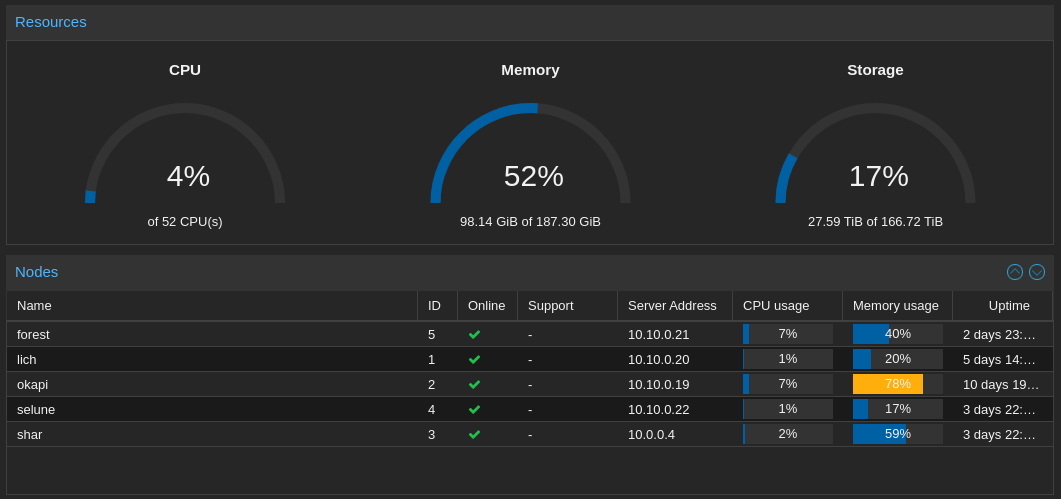 Resources
CPU Memory Storage
4% 52% 17%
of 52 CPU(s) 98.14 GiB of 187.30 GiB 27.59 TiB of 166.72 TiB
Nodes
Name ID Online Support Server Address CPU usage Memory usage Uptime
forest 5 - 10.10.0.21 7% 40% 2 days 23:…
lich 1 - 10.10.0.20 1% 20% 5 days 14:…
okapi 2 - 10.10.0.19 7% 78% 10 days 19…
selune 4 - 10.10.0.22 1% 17% 3 days 22:…
shar 3 - 10.0.0.4 2% 59% 3 days 22:…